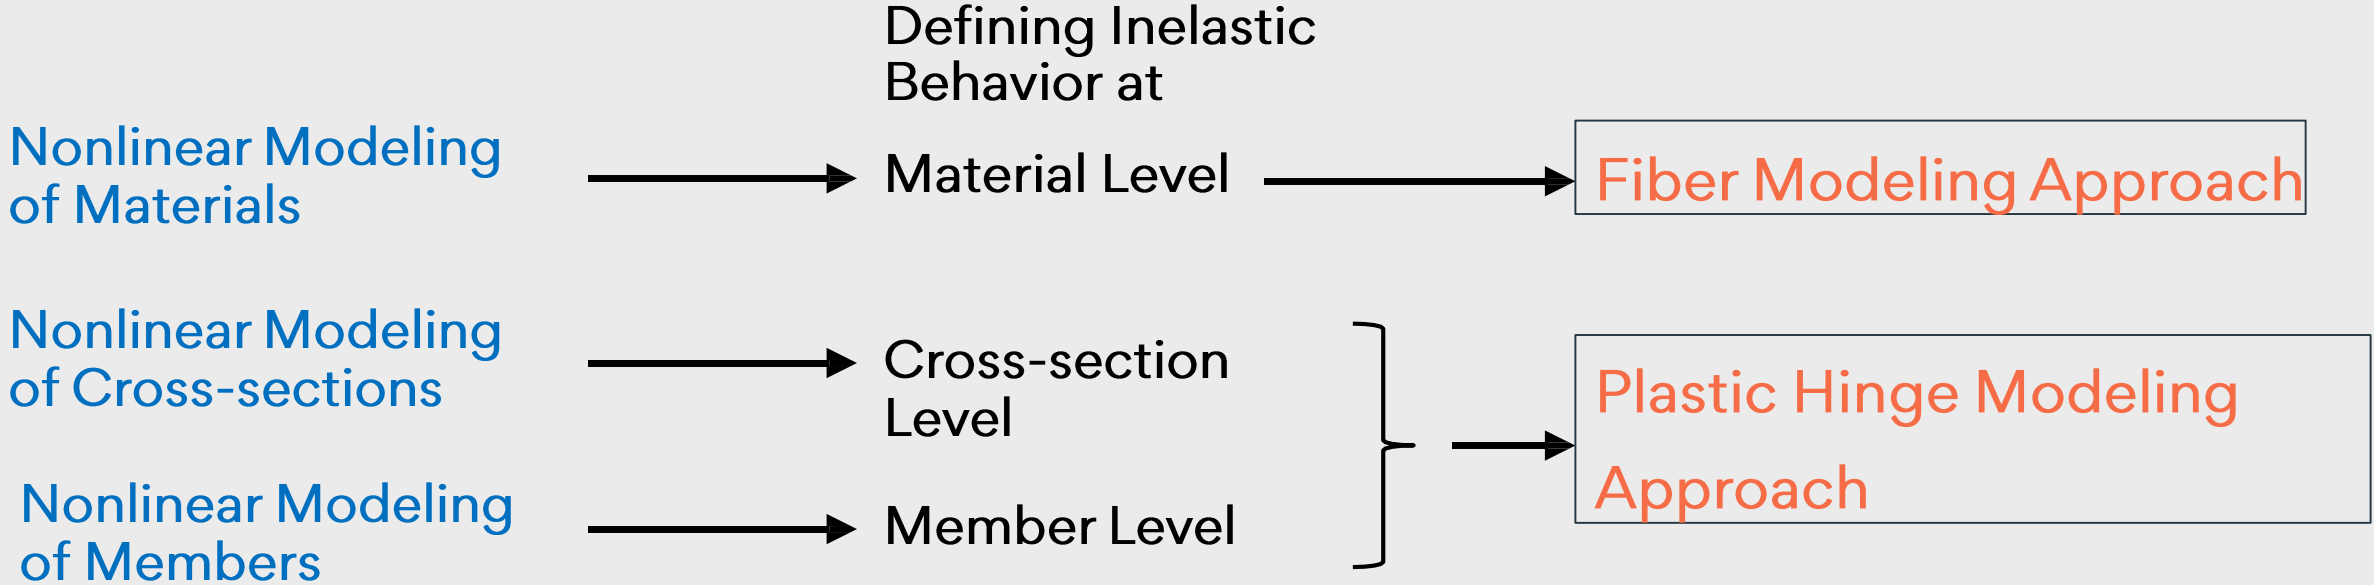 Defining Inelastic
Behavior at
Nonlinear Modeling
of Materials
Material Level
Fiber Modeling Approach
Nonlinear Modeling
of Cross-sections
Cross-section
Level
Plastic Hinge Modeling
Approach
Nonlinear Modeling
of Members
Member Level